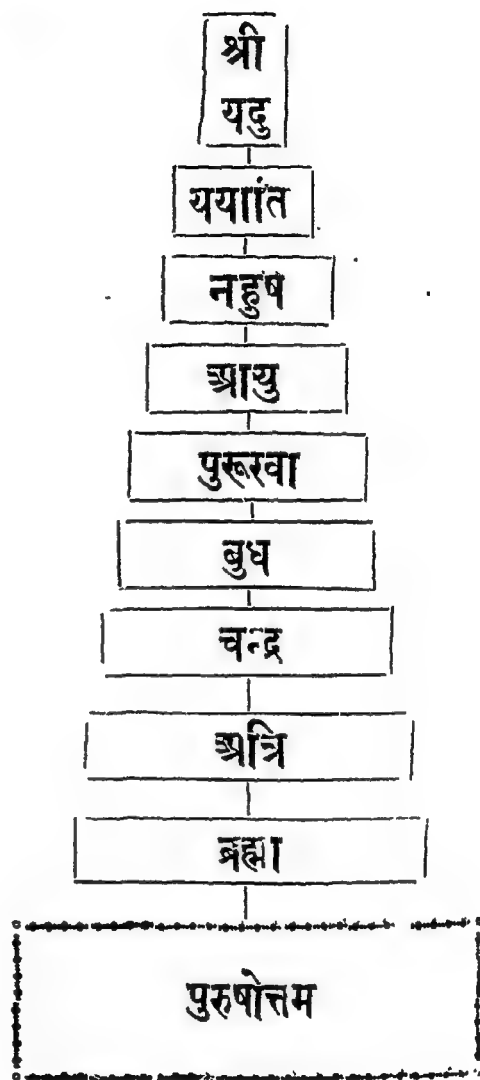 श्री
यदु
ययाति
नहुष
आयु
पुरूरवा
बुध
चन्द्र
अत्रि
ब्रह्मा
पुरुषोत्तम